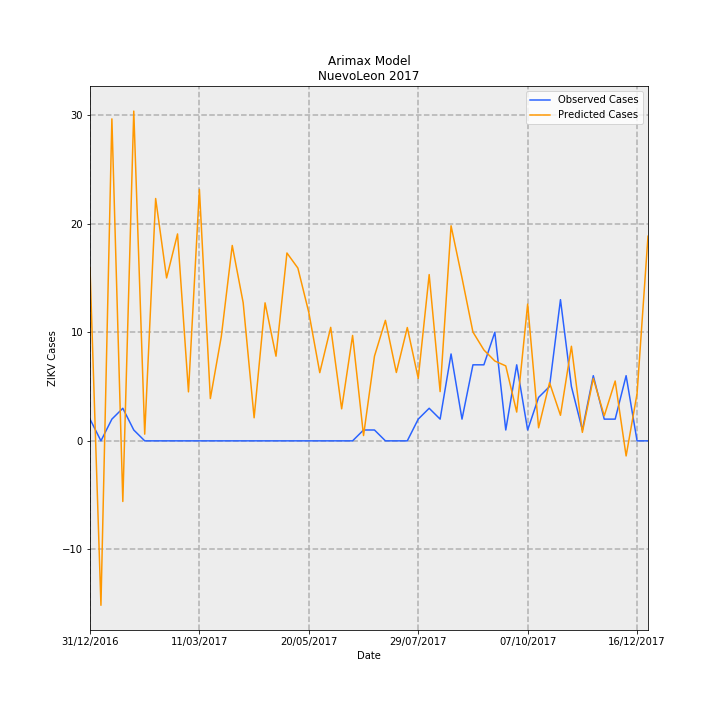 Arimax Model
NuevoLeon 2017
Observed Cases
Predicted Cases
30
20
10
0
−10
ZIKV Cases
31/12/2016 11/03/2017 20/05/2017 29/07/2017 07/10/2017 16/12/2017
Date